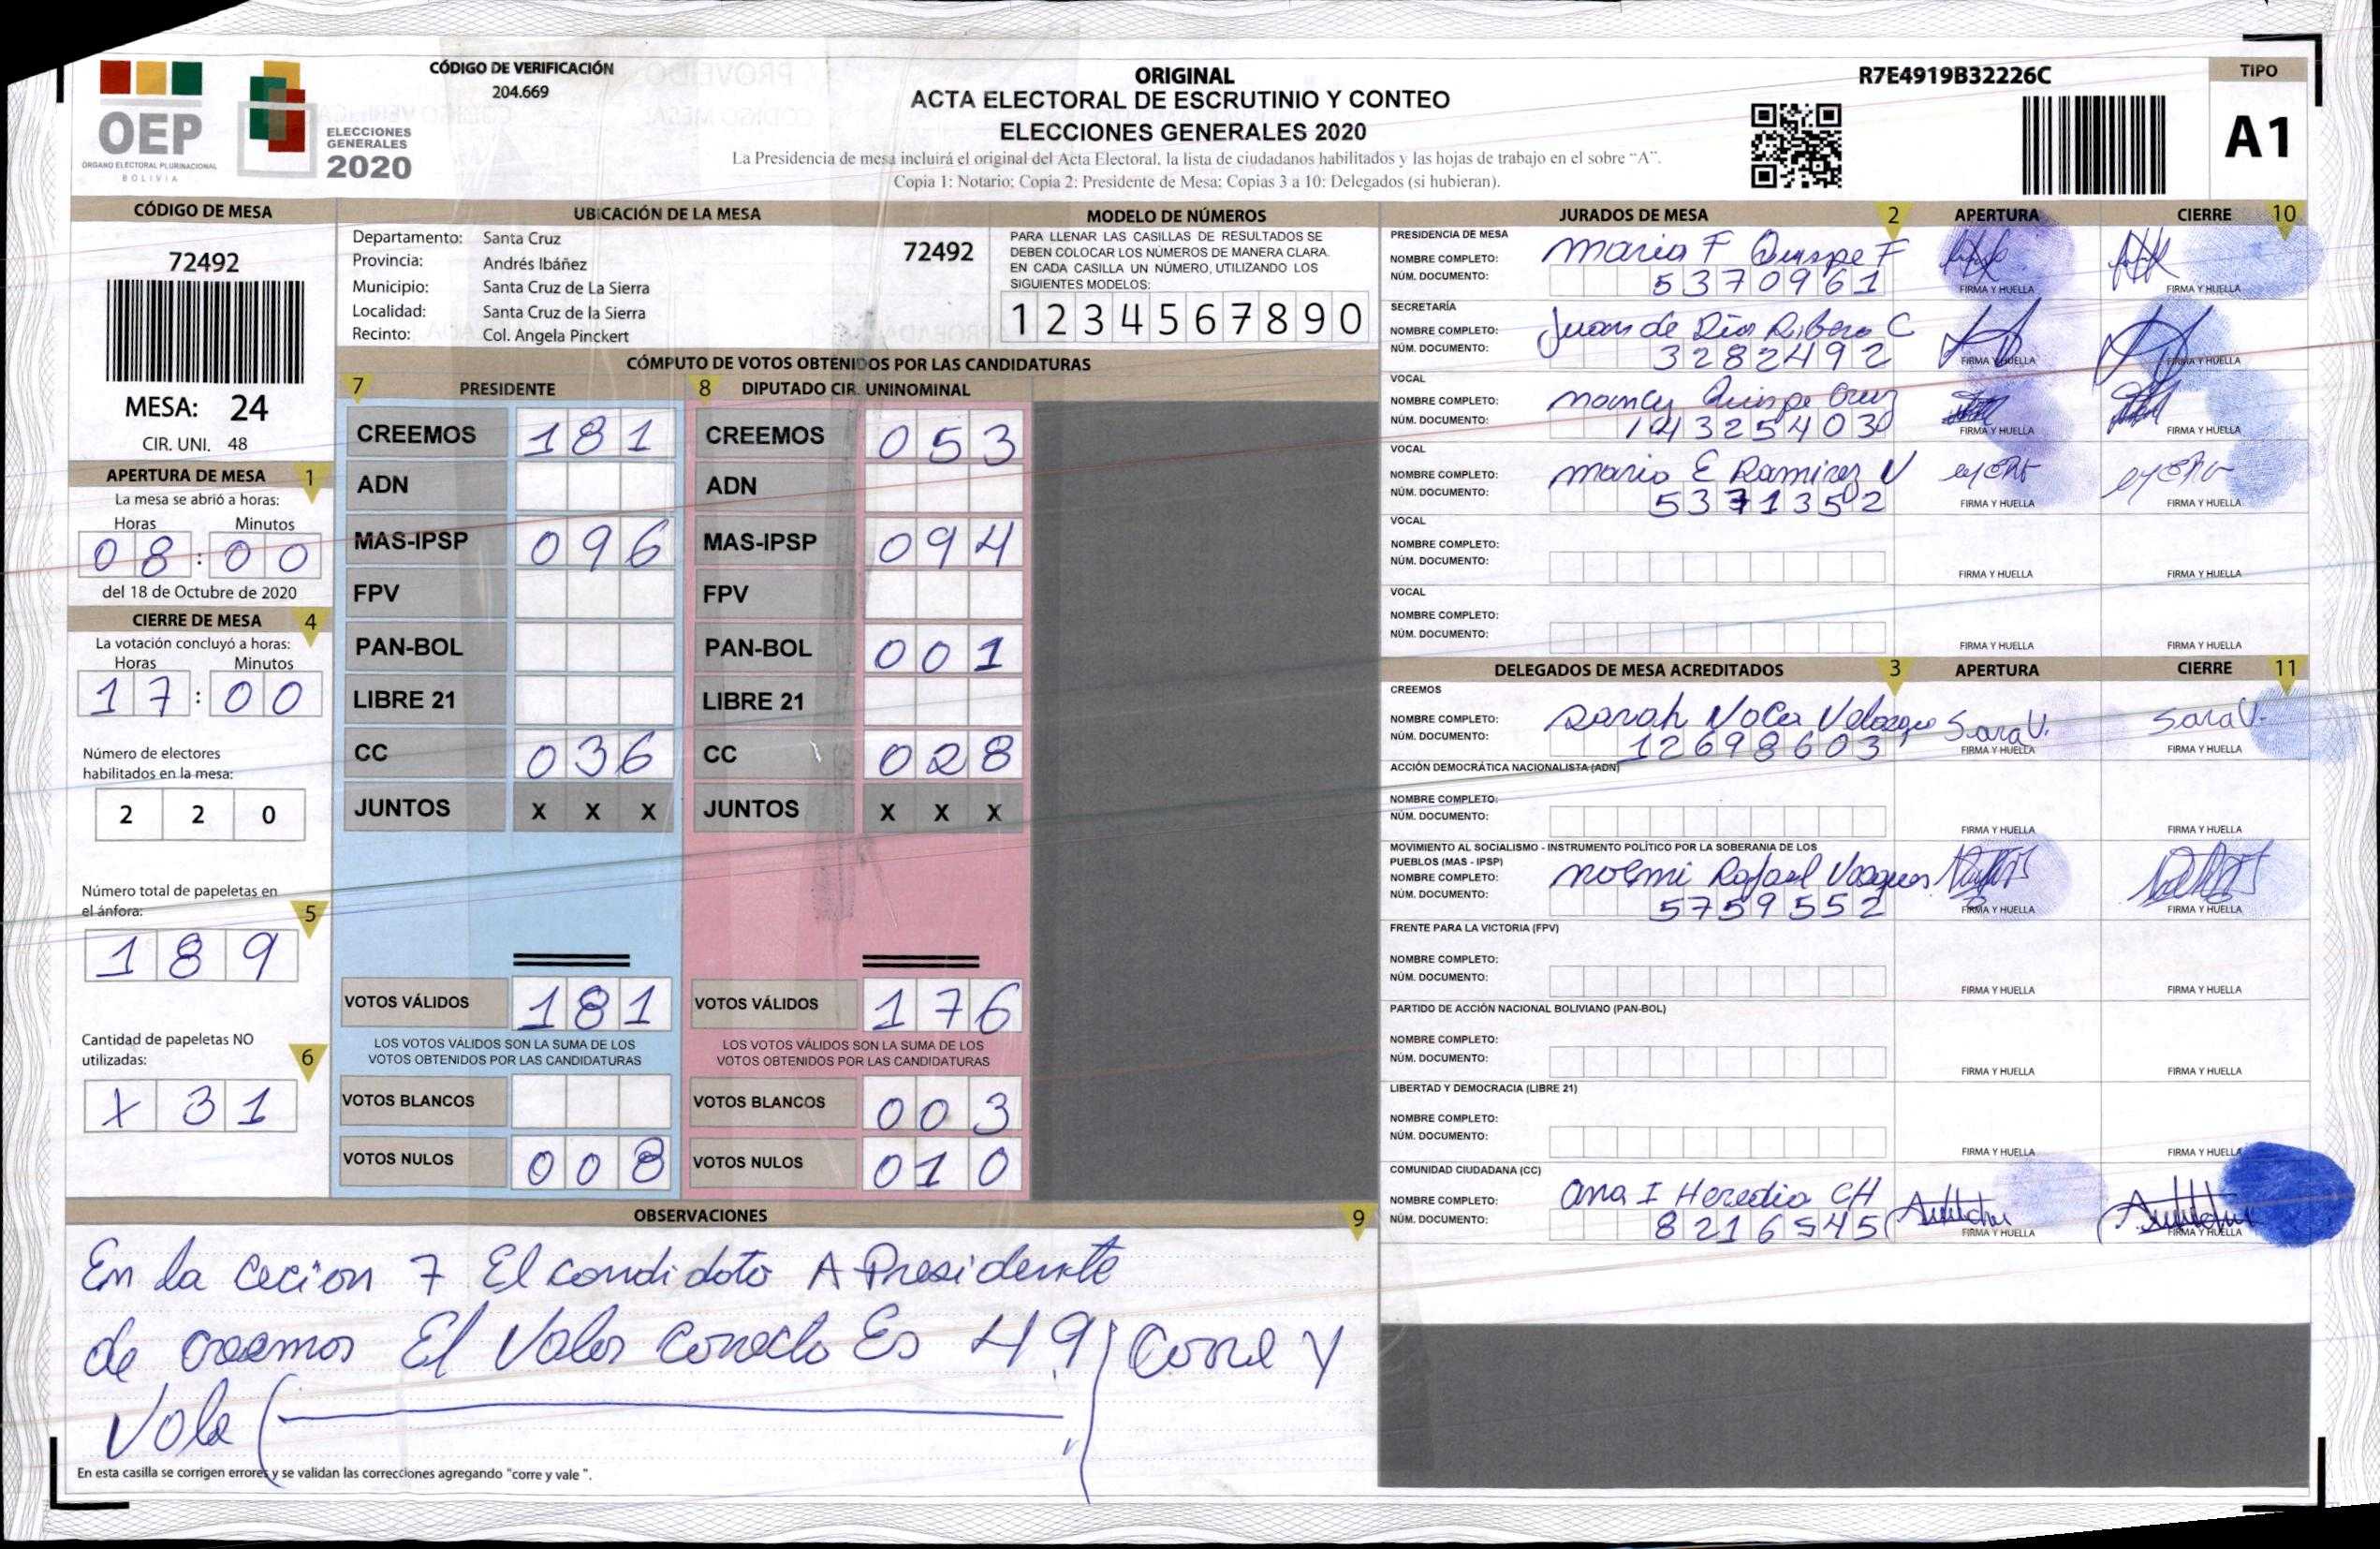 CÓDIGO DE VERIFICACIÓN
204.669
OEP
ÓRGANO ELECTORAL PLURINACIONAL
BOLIVIA
ELECCIONES
GENERALES
2020
ORIGINAL
ACTA ELECTORAL DE ESCRUTINIO Y CONTEO
ELECCIONES GENERALES 2020
La Presidencia de mesa incluirá el original del Acta Electoral, la lista de ciudadanos habilitados y las hojas de trabajo en el sobre "A".
Copia 1: Notario; Copia 2: Presidente de Mesa; Copias 3 a 10: Delegados (si hubieran).
R7E4919B32226C
TIPO
A1
CÓDIGO DE MESA
72492
MESA: 24
CIR. UNI. 48
APERTURA DE MESA 1
La mesa se abrió a horas:
Horas Minutos
08:00
del 18 de Octubre de 2020
CIERRE DE MESA 4
La votación concluyó a horas:
Horas Minutos
17:00
Número de electores
habilitados en la mesa:
2 2 0
Número total de papeletas en
el ánfora: 5
1 8 9
Cantidad de papeletas NO
utilizadas: 6
X 3 1
UBICACIÓN DE LA MESA
Departamento: Santa Cruz
Provincia: Andrés Ibáñez
Municipio: Santa Cruz de La Sierra
Localidad: Santa Cruz de la Sierra
Recinto: Col. Angela Pinckert
72492
MODELO DE NÚMEROS
PARA LLENAR LAS CASILLAS DE RESULTADOS SE
DEBEN COLOCAR LOS NÚMEROS DE MANERA CLARA.
EN CADA CASILLA UN NÚMERO, UTILIZANDO LOS
SIGUIENTES MODELOS:
1 2 3 4 5 6 7 8 9 0
CÓMPUTO DE VOTOS OBTENIDOS POR LAS CANDIDATURAS
7 PRESIDENTE
CREEMOS 181
ADN
MAS-IPSP 096
FPV
PAN-BOL
LIBRE 21
CC 036
JUNTOS X X X
VOTOS VÁLIDOS 181
LOS VOTOS VÁLIDOS SON LA SUMA DE LOS
VOTOS OBTENIDOS POR LAS CANDIDATURAS
VOTOS BLANCOS
VOTOS NULOS 008
8 DIPUTADO CIR. UNINOMINAL
CREEMOS 053
ADN
MAS-IPSP 094
FPV
PAN-BOL 001
LIBRE 21
CC 028
JUNTOS X X X
VOTOS VÁLIDOS 176
LOS VOTOS VÁLIDOS SON LA SUMA DE LOS
VOTOS OBTENIDOS POR LAS CANDIDATURAS
VOTOS BLANCOS 003
VOTOS NULOS 010
OBSERVACIONES 9
En la cecion 7 El condidoto A Presidente
de creemos El Valor Conecto Es 49 Corre y
Vale
En esta casilla se corrigen errores y se validan las correcciones agregando "corre y vale ".
JURADOS DE MESA 2 APERTURA CIERRE 10
PRESIDENCIA DE MESA
NOMBRE COMPLETO: Maria F Quispe F
NÚM. DOCUMENTO: 5370961 FIRMA Y HUELLA FIRMA Y HUELLA
SECRETARÍA
NOMBRE COMPLETO: Juan de Dios Ribera C
NÚM. DOCUMENTO: 3282492 FIRMA Y HUELLA FIRMA Y HUELLA
VOCAL
NOMBRE COMPLETO: Nancy Quispe Cruz
NÚM. DOCUMENTO: 14325403 FIRMA Y HUELLA FIRMA Y HUELLA
VOCAL
NOMBRE COMPLETO: Mario E Ramirez V
NÚM. DOCUMENTO: 5371352 FIRMA Y HUELLA FIRMA Y HUELLA
VOCAL
NOMBRE COMPLETO:
NÚM. DOCUMENTO: FIRMA Y HUELLA FIRMA Y HUELLA
VOCAL
NOMBRE COMPLETO:
NÚM. DOCUMENTO: FIRMA Y HUELLA FIRMA Y HUELLA
DELEGADOS DE MESA ACREDITADOS 3 APERTURA CIERRE 11
CREEMOS
NOMBRE COMPLETO: Sarah Velasque Sara V. Sara V.
NÚM. DOCUMENTO: 12698603 FIRMA Y HUELLA FIRMA Y HUELLA
ACCIÓN DEMOCRÁTICA NACIONALISTA (ADN)
NOMBRE COMPLETO:
NÚM. DOCUMENTO: FIRMA Y HUELLA FIRMA Y HUELLA
MOVIMIENTO AL SOCIALISMO - INSTRUMENTO POLÍTICO POR LA SOBERANIA DE LOS
PUEBLOS (MAS - IPSP)
NOMBRE COMPLETO: Noemi Rafael Vasques
NÚM. DOCUMENTO: 5759552 FIRMA Y HUELLA FIRMA Y HUELLA
FRENTE PARA LA VICTORIA (FPV)
NOMBRE COMPLETO:
NÚM. DOCUMENTO: FIRMA Y HUELLA FIRMA Y HUELLA
PARTIDO DE ACCIÓN NACIONAL BOLIVIANO (PAN-BOL)
NOMBRE COMPLETO:
NÚM. DOCUMENTO: FIRMA Y HUELLA FIRMA Y HUELLA
LIBERTAD Y DEMOCRACIA (LIBRE 21)
NOMBRE COMPLETO:
NÚM. DOCUMENTO: FIRMA Y HUELLA FIRMA Y HUELLA
COMUNIDAD CIUDADANA (CC)
NOMBRE COMPLETO: Ana I Heredia CH
NÚM. DOCUMENTO: 8216545 FIRMA Y HUELLA FIRMA Y HUELLA